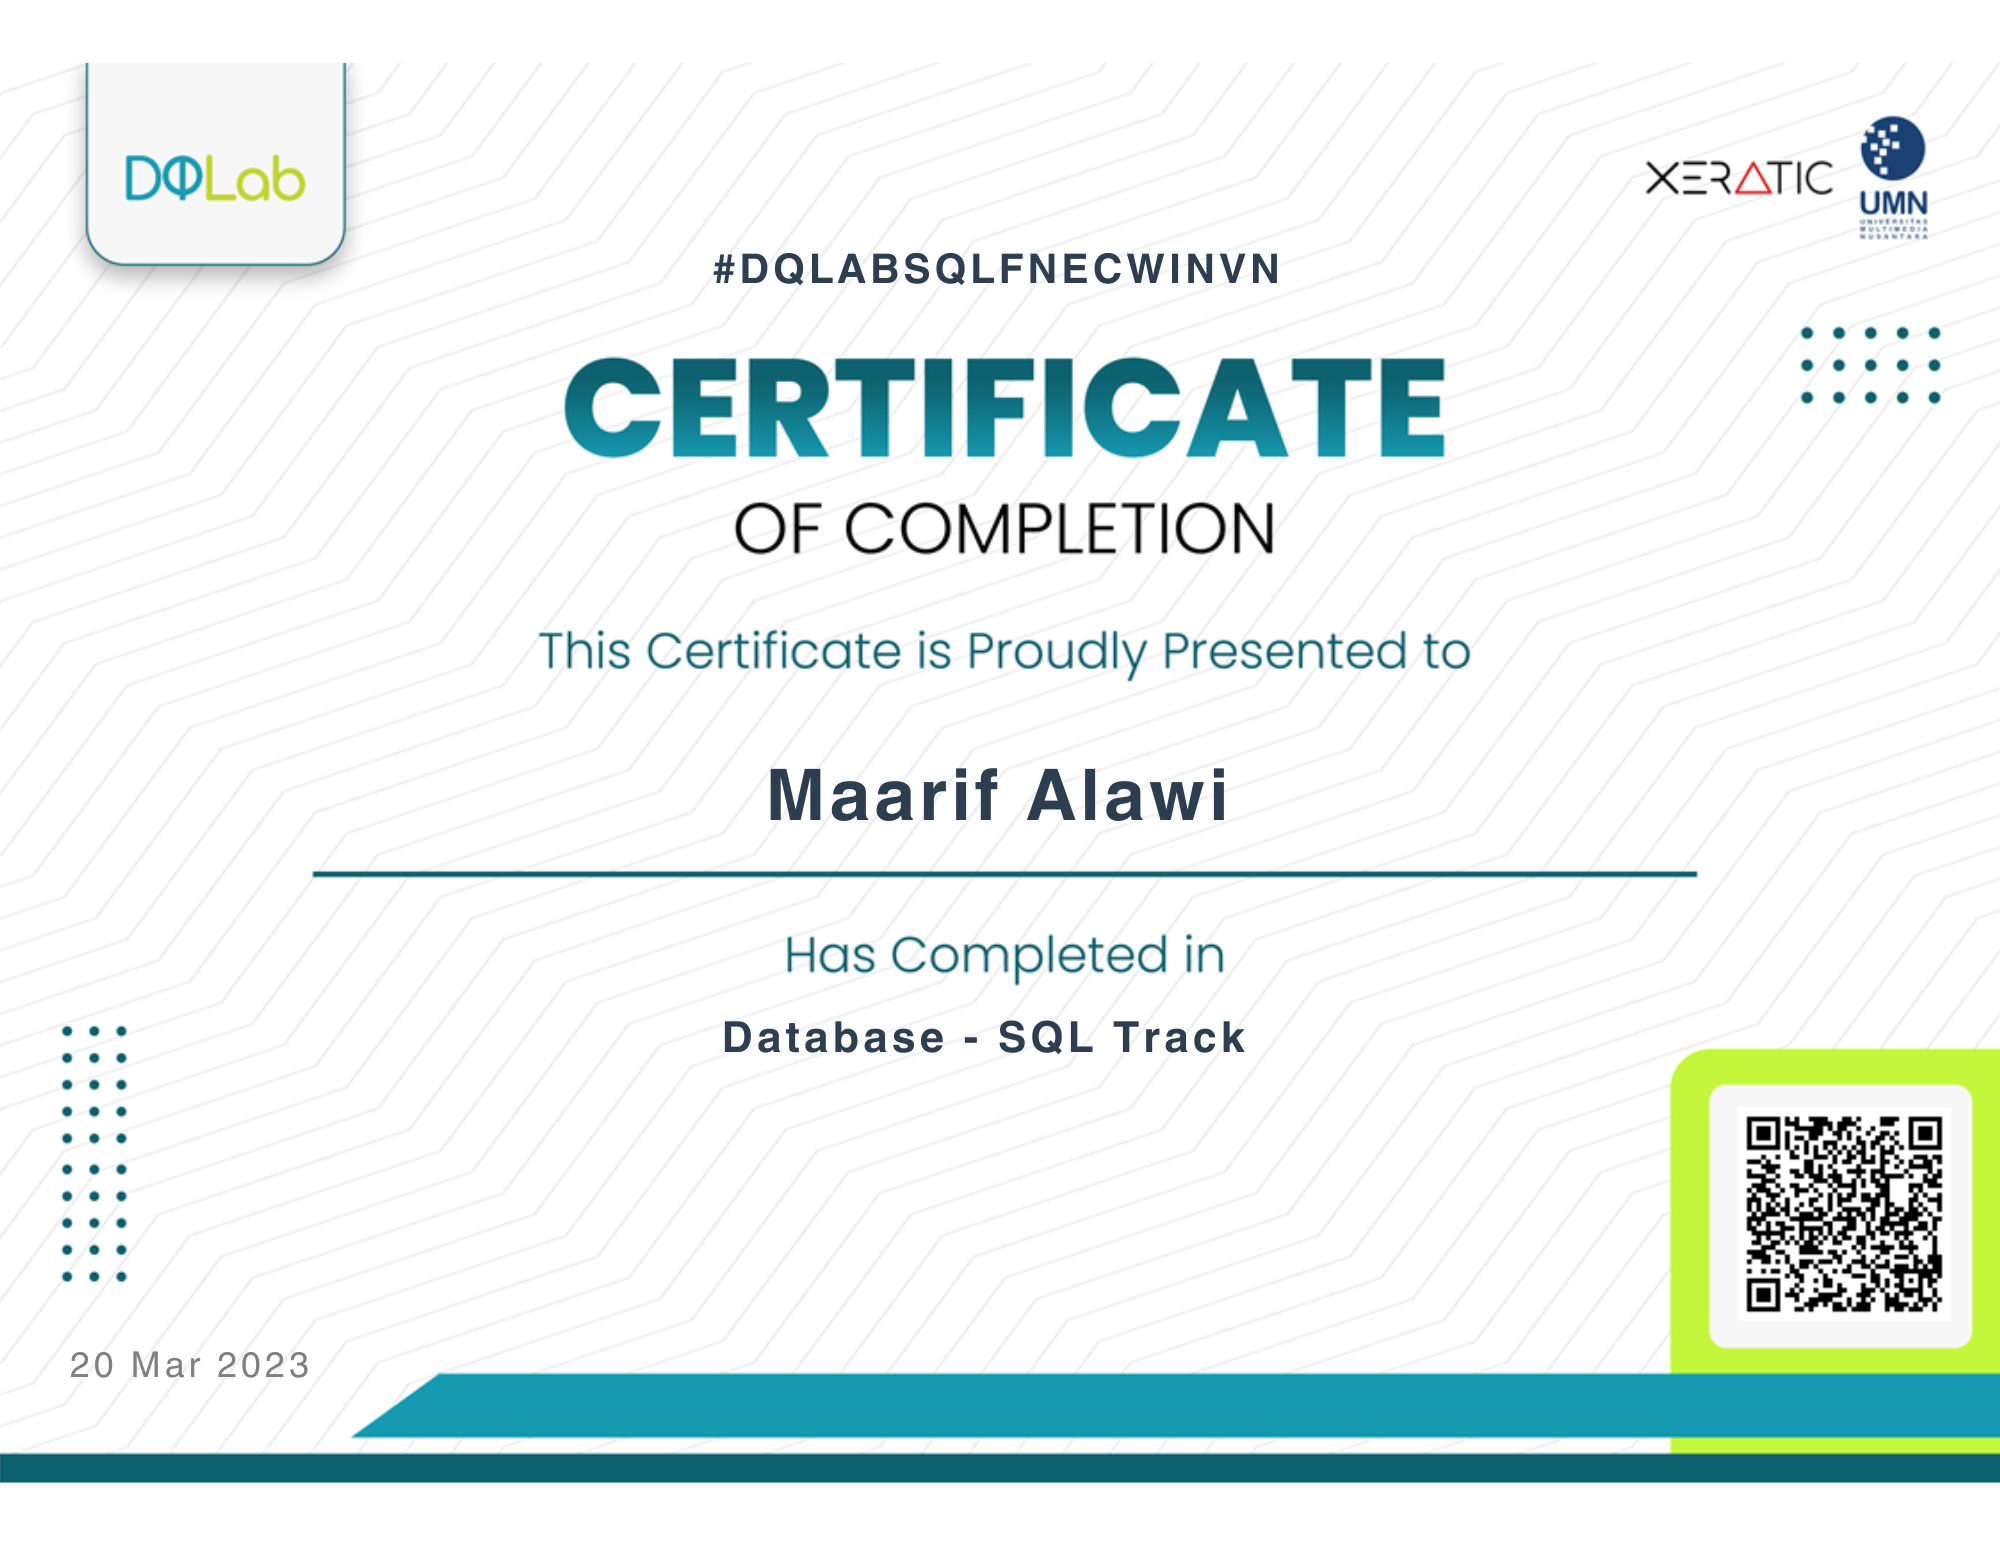 DQLab
XERATIC
UMN
UNIVERSITAS
MULTIMEDIA
NUSANTARA
#DQLABSQLFNECWINVN
CERTIFICATE
OF COMPLETION
This Certificate is Proudly Presented to
Maarif Alawi
Has Completed in
Database - SQL Track
20 Mar 2023